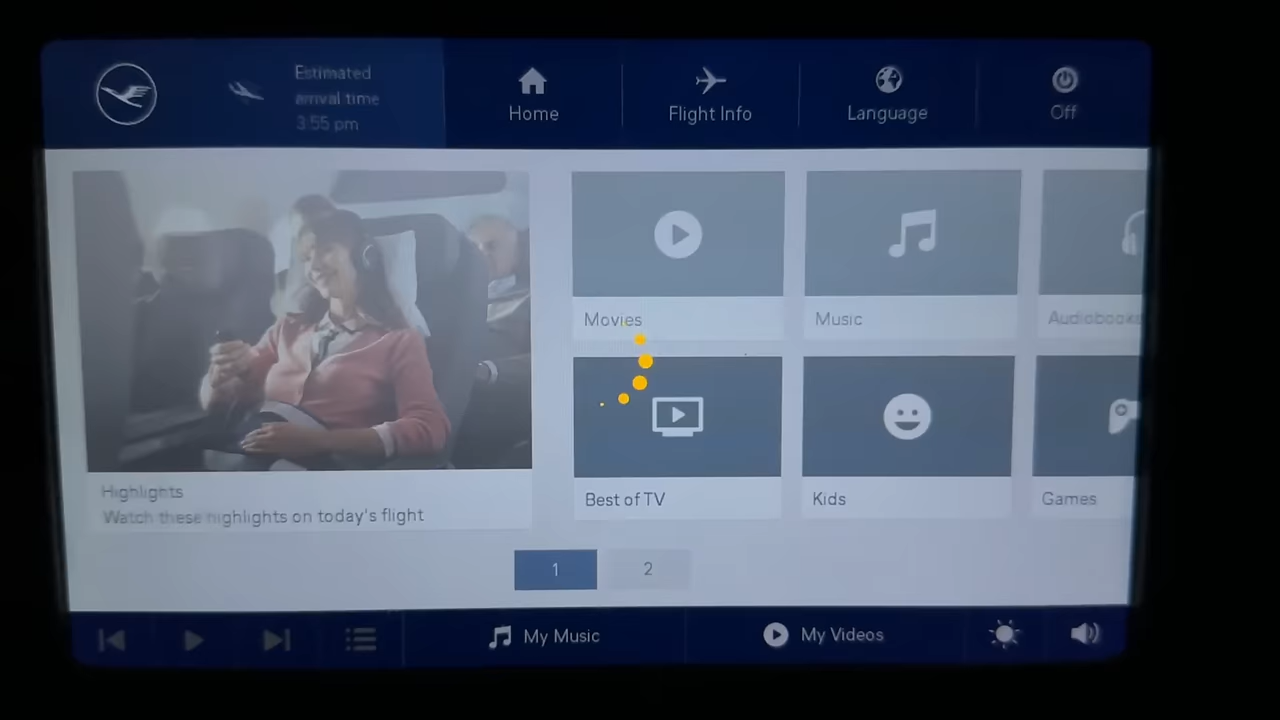 Estimated
arrival time
3:55 pm
Home
Flight Info
Language
Off
Movies
Music
Audiobooks
Best of TV
Kids
Games
Highlights
Watch these highlights on today's flight
1
2
My Music
My Videos